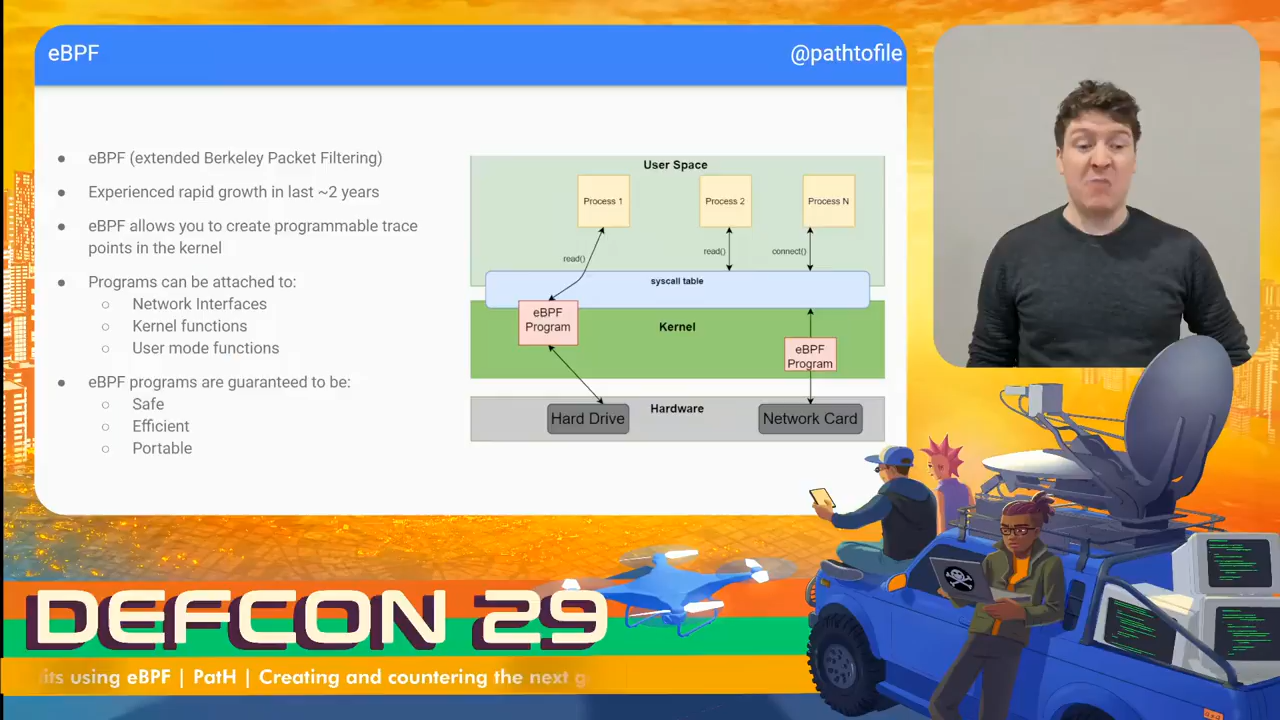 eBPF
@pathtofile
eBPF (extended Berkeley Packet Filtering)
Experienced rapid growth in last ~2 years
eBPF allows you to create programmable trace
points in the kernel
Programs can be attached to:
Network Interfaces
Kernel functions
User mode functions
eBPF programs are guaranteed to be:
Safe
Efficient
Portable
User Space
Process 1
Process 2
Process N
read()
read()
connect()
syscall table
eBPF
Program
Kernel
eBPF
Program
Hardware
Hard Drive
Network Card
DEFCON 29
its using eBPF | PatH | Creating and countering the next g